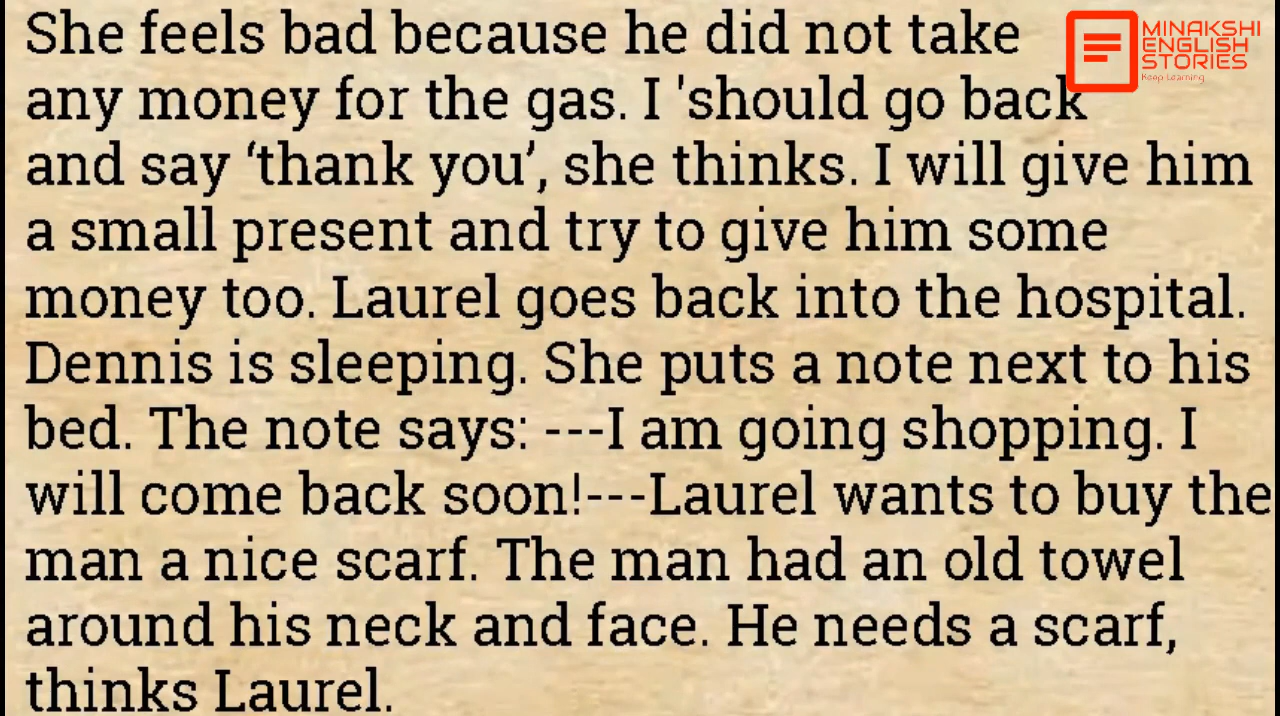 She feels bad because he did not take
any money for the gas. I 'should go back
and say ‘thank you’, she thinks. I will give him
a small present and try to give him some
money too. Laurel goes back into the hospital.
Dennis is sleeping. She puts a note next to his
bed. The note says: ---I am going shopping. I
will come back soon!---Laurel wants to buy the
man a nice scarf. The man had an old towel
around his neck and face. He needs a scarf,
thinks Laurel.
MINAKSHI
ENGLISH
STORIES
Keep Learning